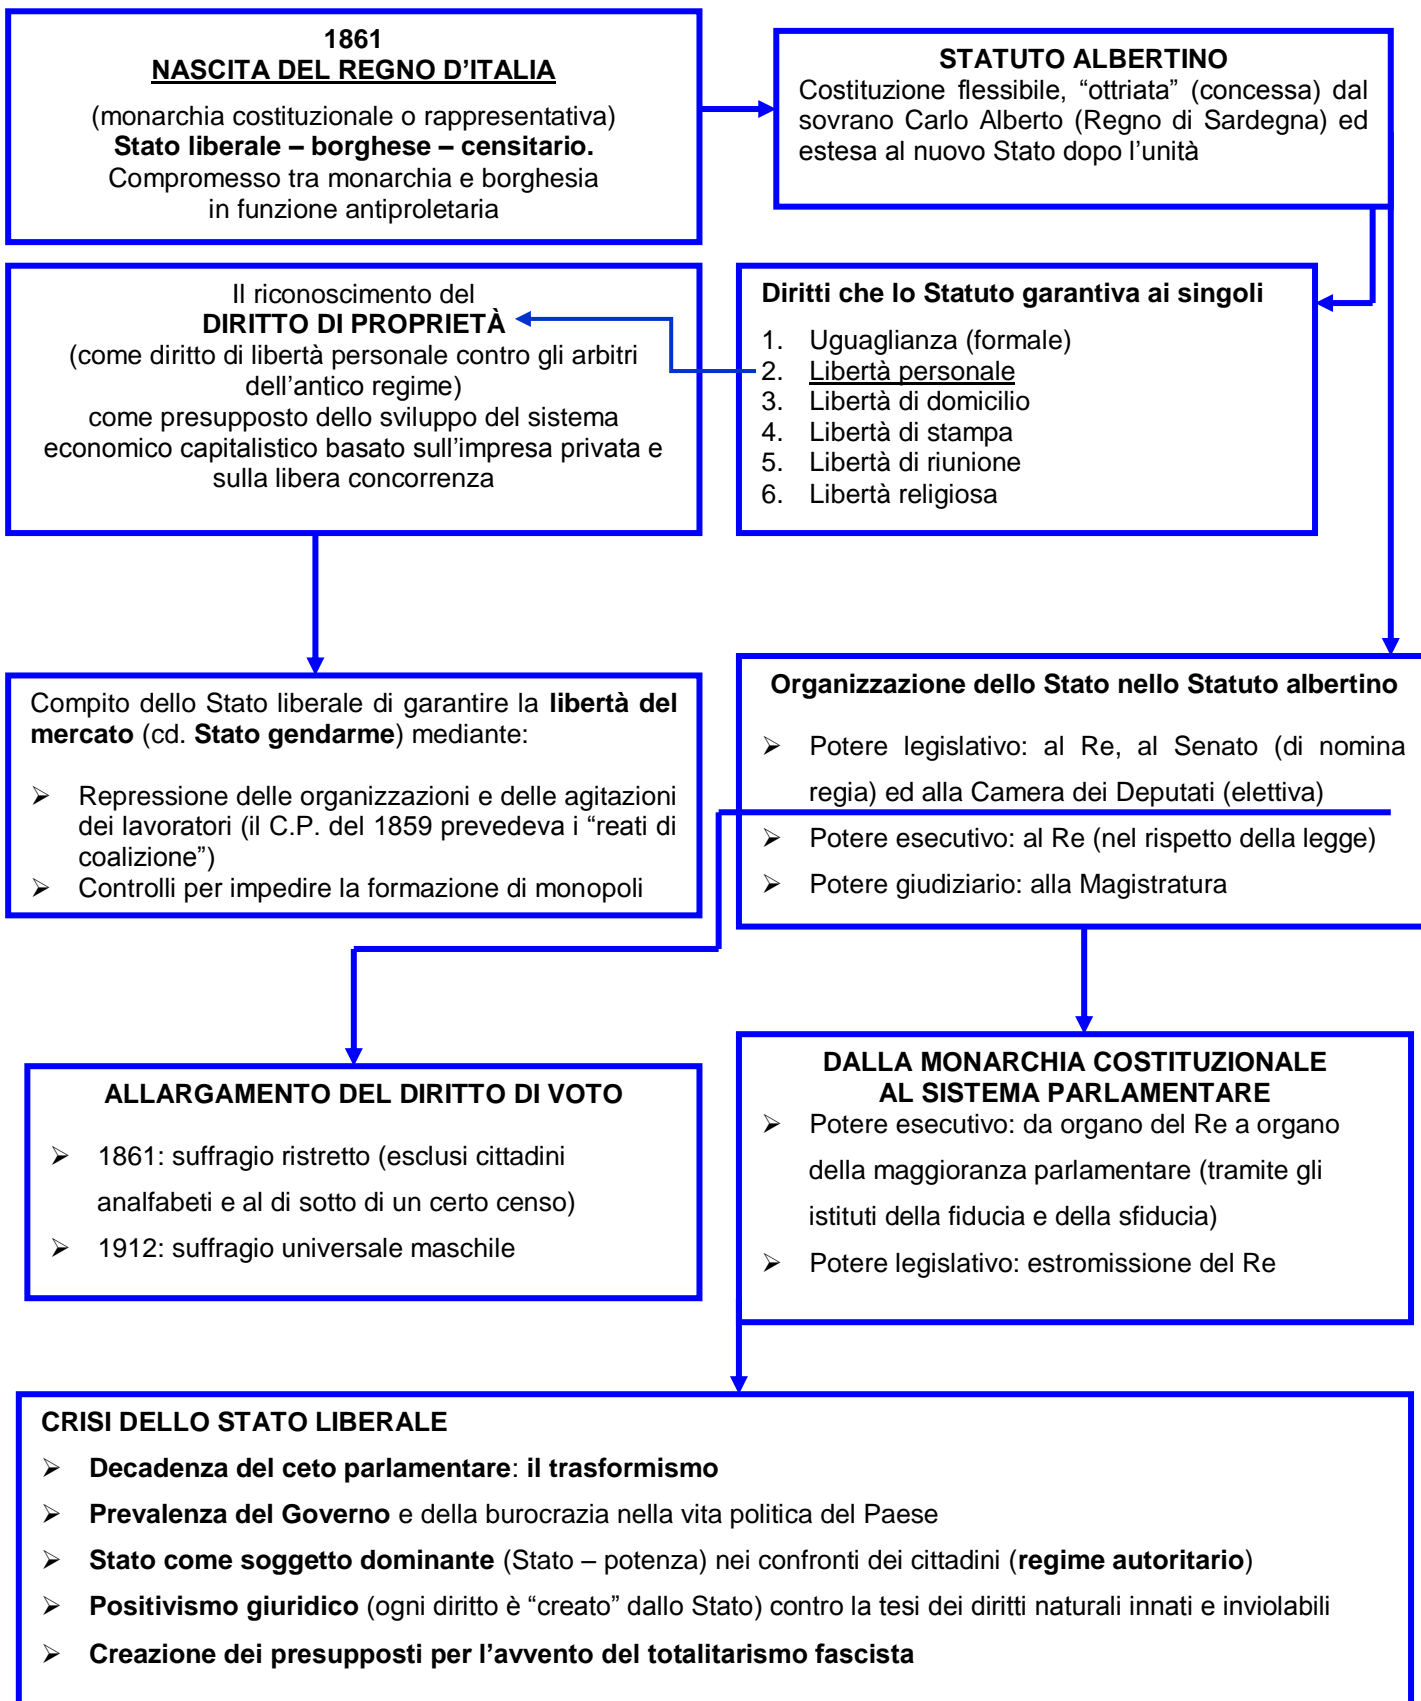 1861
NASCITA DEL REGNO D’ITALIA
(monarchia costituzionale o rappresentativa)
Stato liberale – borghese – censitario.
Compromesso tra monarchia e borghesia
in funzione antiproletaria
STATUTO ALBERTINO
Costituzione flessibile, “ottriata” (concessa) dal
sovrano Carlo Alberto (Regno di Sardegna) ed
estesa al nuovo Stato dopo l’unità
Il riconoscimento del
DIRITTO DI PROPRIETÀ
(come diritto di libertà personale contro gli arbitri
dell’antico regime)
come presupposto dello sviluppo del sistema
economico capitalistico basato sull’impresa privata e
sulla libera concorrenza
Diritti che lo Statuto garantiva ai singoli
1. Uguaglianza (formale)
2. Libertà personale
3. Libertà di domicilio
4. Libertà di stampa
5. Libertà di riunione
6. Libertà religiosa
Compito dello Stato liberale di garantire la libertà del
mercato (cd. Stato gendarme) mediante:
➢ Repressione delle organizzazioni e delle agitazioni
dei lavoratori (il C.P. del 1859 prevedeva i “reati di
coalizione”)
➢ Controlli per impedire la formazione di monopoli
Organizzazione dello Stato nello Statuto albertino
➢ Potere legislativo: al Re, al Senato (di nomina
regia) ed alla Camera dei Deputati (elettiva)
➢ Potere esecutivo: al Re (nel rispetto della legge)
➢ Potere giudiziario: alla Magistratura
ALLARGAMENTO DEL DIRITTO DI VOTO
➢ 1861: suffragio ristretto (esclusi cittadini
analfabeti e al di sotto di un certo censo)
➢ 1912: suffragio universale maschile
DALLA MONARCHIA COSTITUZIONALE
AL SISTEMA PARLAMENTARE
➢ Potere esecutivo: da organo del Re a organo
della maggioranza parlamentare (tramite gli
istituti della fiducia e della sfiducia)
➢ Potere legislativo: estromissione del Re
CRISI DELLO STATO LIBERALE
➢ Decadenza del ceto parlamentare: il trasformismo
➢ Prevalenza del Governo e della burocrazia nella vita politica del Paese
➢ Stato come soggetto dominante (Stato – potenza) nei confronti dei cittadini (regime autoritario)
➢ Positivismo giuridico (ogni diritto è “creato” dallo Stato) contro la tesi dei diritti naturali innati e inviolabili
➢ Creazione dei presupposti per l’avvento del totalitarismo fascista